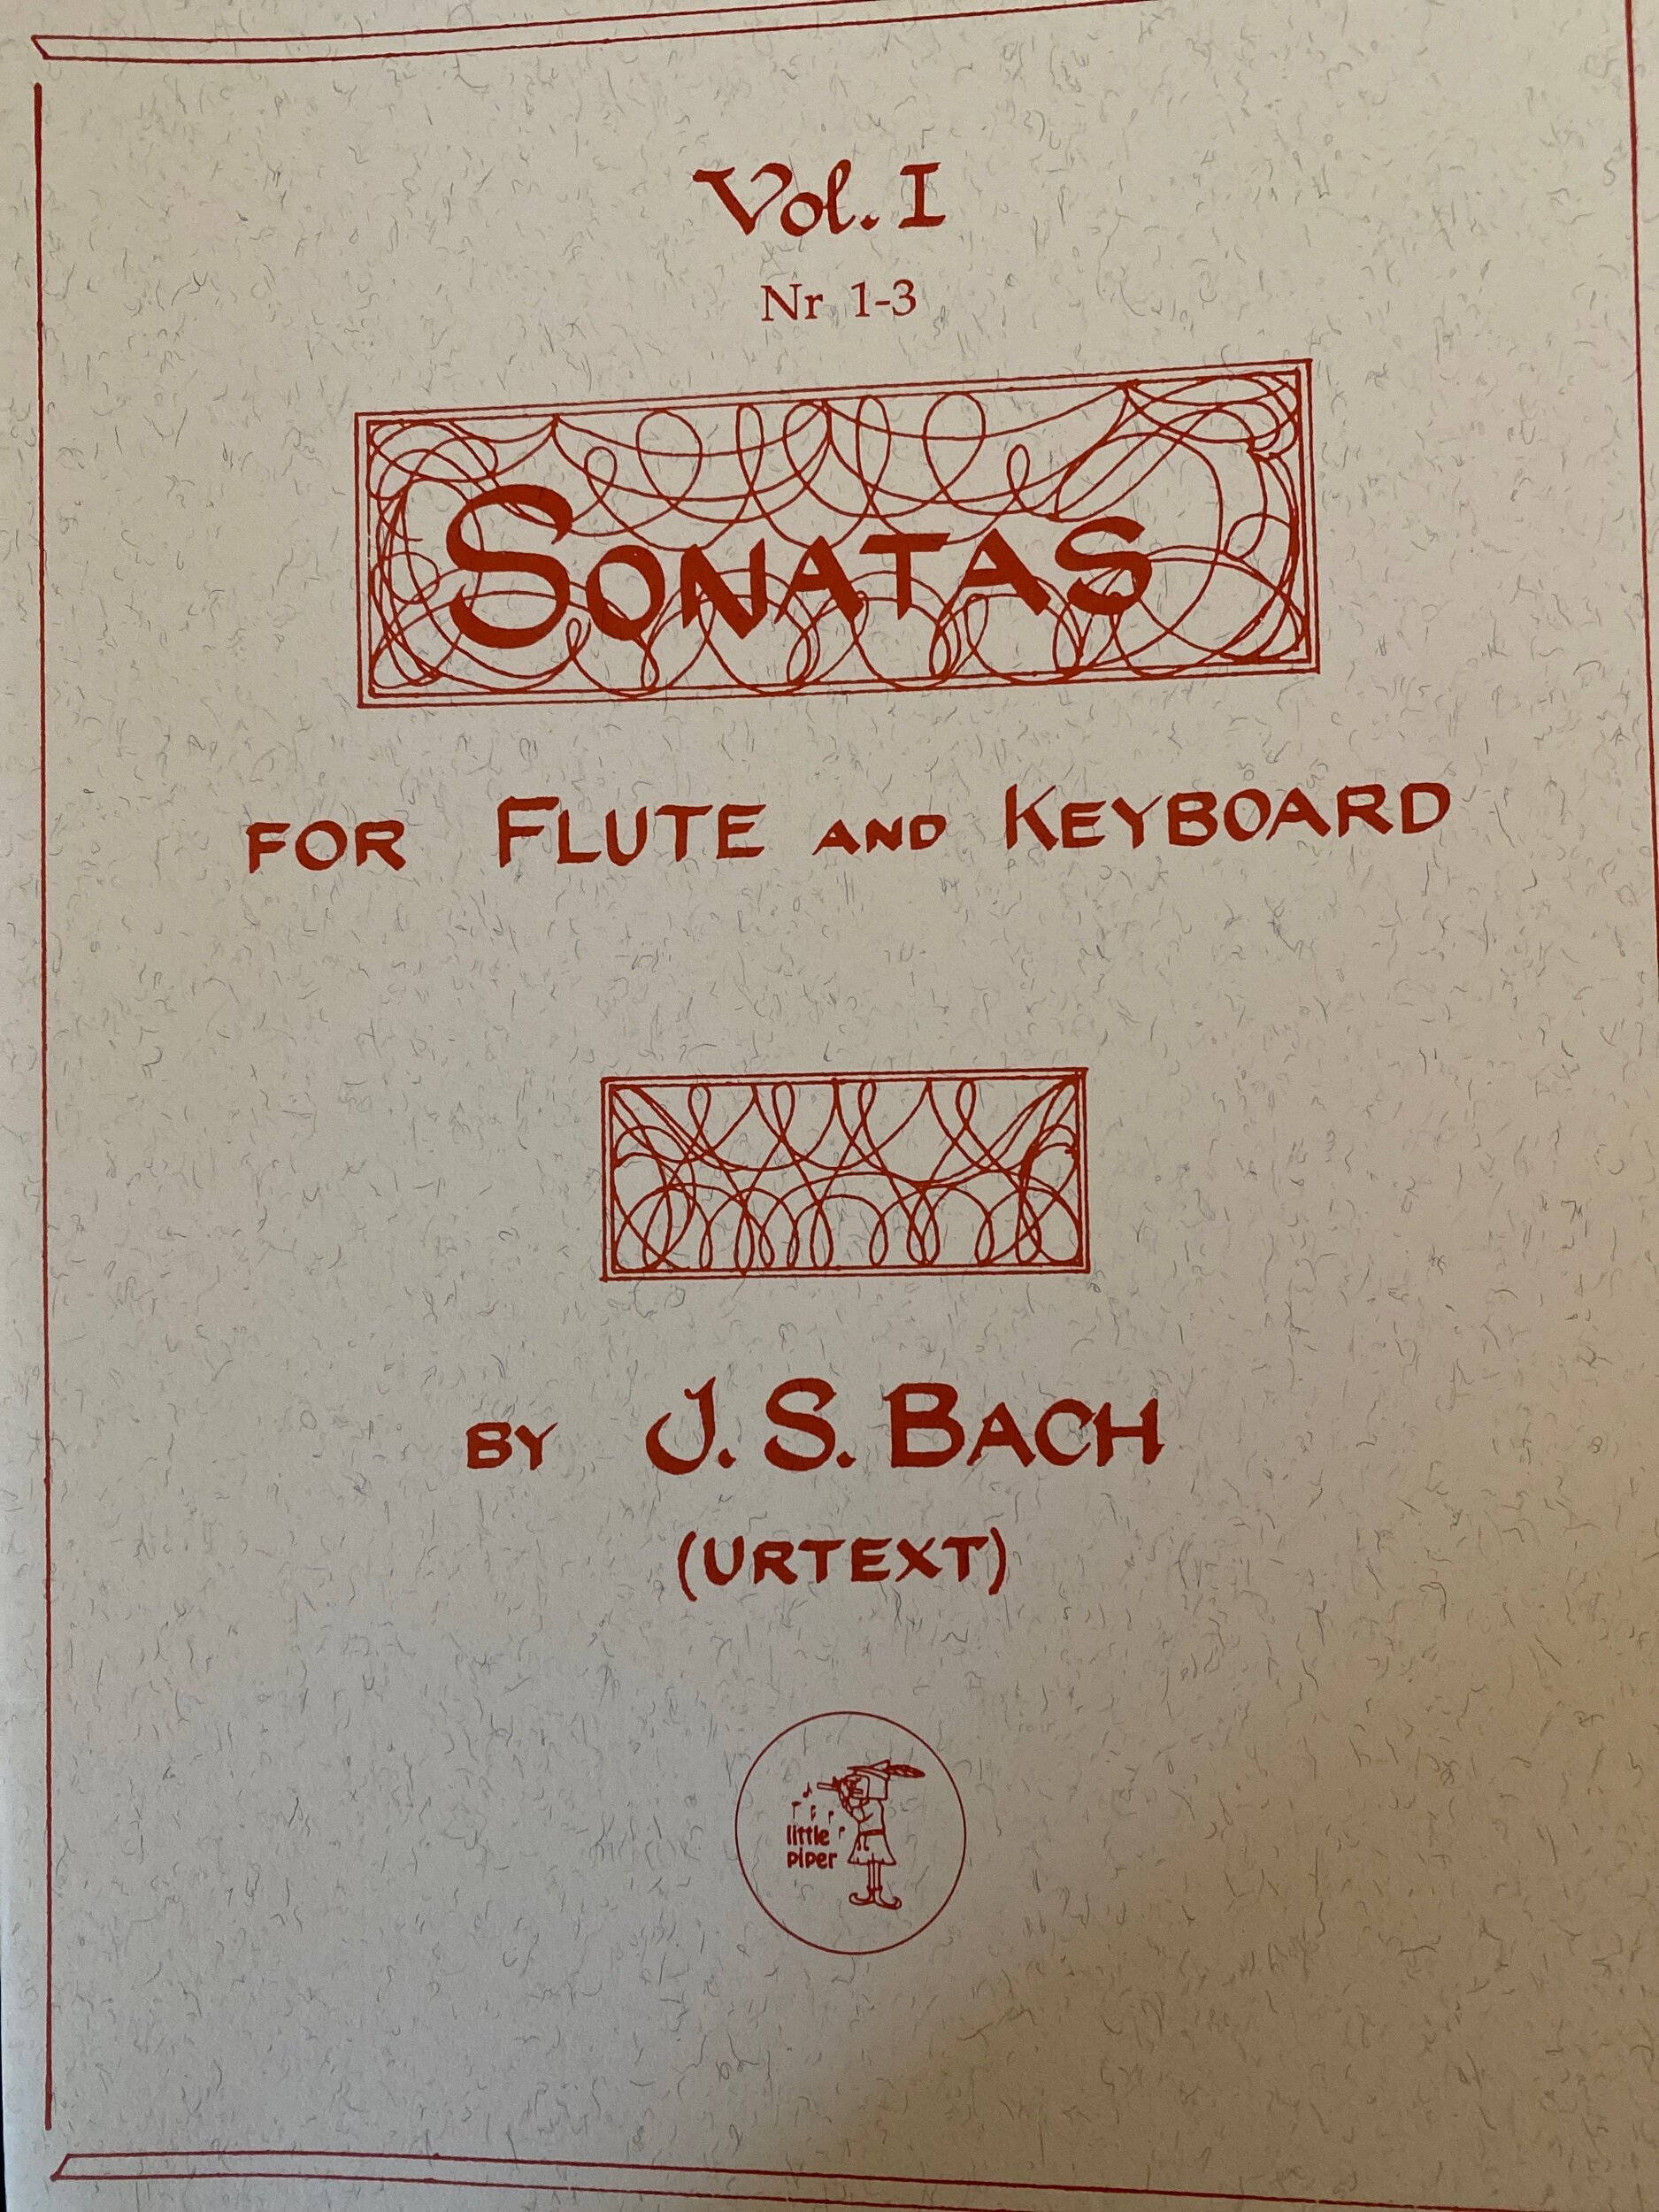 Vol. I
Nr 1-3
SONATAS
FOR FLUTE AND KEYBOARD
BY J. S. BACH
(URTEXT)
little
piper